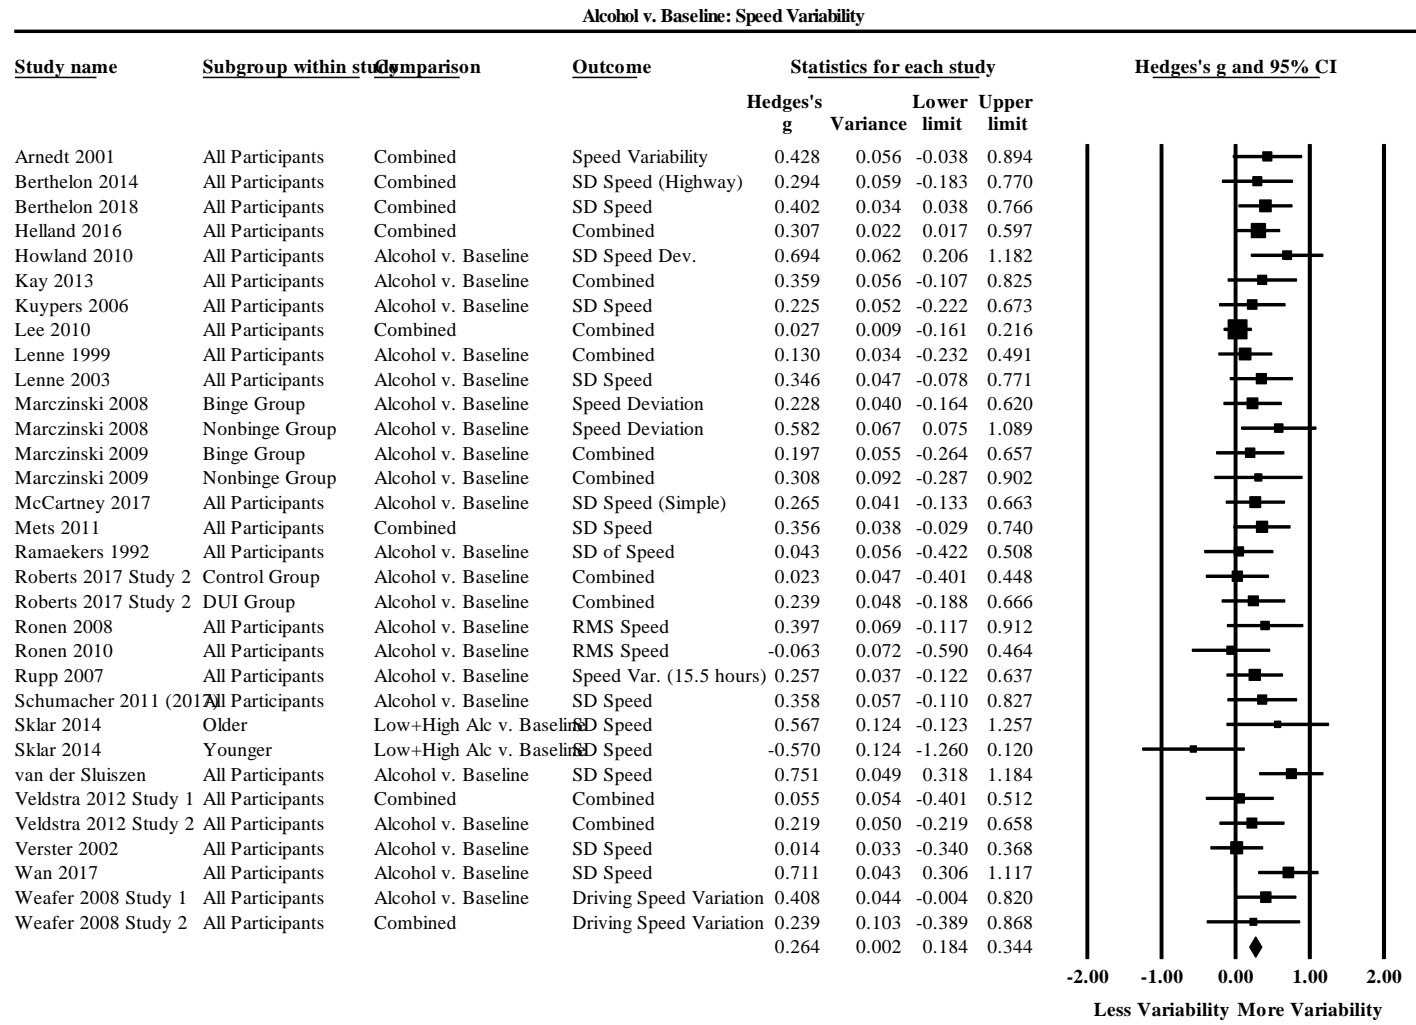 Alcohol v. Baseline: Speed Variability
Study name Subgroup within study Comparison Outcome Statistics for each study Hedges's g and 95% CI
Hedges's Lower Upper
g Variance limit limit
Arnedt 2001 All Participants Combined Speed Variability 0.428 0.056 -0.038 0.894
Berthelon 2014 All Participants Combined SD Speed (Highway) 0.294 0.059 -0.183 0.770
Berthelon 2018 All Participants Combined SD Speed 0.402 0.034 0.038 0.766
Helland 2016 All Participants Combined Combined 0.307 0.022 0.017 0.597
Howland 2010 All Participants Alcohol v. Baseline SD Speed Dev. 0.694 0.062 0.206 1.182
Kay 2013 All Participants Alcohol v. Baseline Combined 0.359 0.056 -0.107 0.825
Kuypers 2006 All Participants Alcohol v. Baseline SD Speed 0.225 0.052 -0.222 0.673
Lee 2010 All Participants Combined Combined 0.027 0.009 -0.161 0.216
Lenne 1999 All Participants Alcohol v. Baseline Combined 0.130 0.034 -0.232 0.491
Lenne 2003 All Participants Alcohol v. Baseline SD Speed 0.346 0.047 -0.078 0.771
Marczinski 2008 Binge Group Alcohol v. Baseline Speed Deviation 0.228 0.040 -0.164 0.620
Marczinski 2008 Nonbinge Group Alcohol v. Baseline Speed Deviation 0.582 0.067 0.075 1.089
Marczinski 2009 Binge Group Alcohol v. Baseline Combined 0.197 0.055 -0.264 0.657
Marczinski 2009 Nonbinge Group Alcohol v. Baseline Combined 0.308 0.092 -0.287 0.902
McCartney 2017 All Participants Alcohol v. Baseline SD Speed (Simple) 0.265 0.041 -0.133 0.663
Mets 2011 All Participants Combined SD Speed 0.356 0.038 -0.029 0.740
Ramaekers 1992 All Participants Alcohol v. Baseline SD of Speed 0.043 0.056 -0.422 0.508
Roberts 2017 Study 2 Control Group Alcohol v. Baseline Combined 0.023 0.047 -0.401 0.448
Roberts 2017 Study 2 DUI Group Alcohol v. Baseline Combined 0.239 0.048 -0.188 0.666
Ronen 2008 All Participants Alcohol v. Baseline RMS Speed 0.397 0.069 -0.117 0.912
Ronen 2010 All Participants Alcohol v. Baseline RMS Speed -0.063 0.072 -0.590 0.464
Rupp 2007 All Participants Alcohol v. Baseline Speed Var. (15.5 hours) 0.257 0.037 -0.122 0.637
Schumacher 2011 (2017) All Participants Alcohol v. Baseline SD Speed 0.358 0.057 -0.110 0.827
Sklar 2014 Older Low+High Alc v. Baseline SD Speed 0.567 0.124 -0.123 1.257
Sklar 2014 Younger Low+High Alc v. Baseline SD Speed -0.570 0.124 -1.260 0.120
van der Sluiszen All Participants Alcohol v. Baseline SD Speed 0.751 0.049 0.318 1.184
Veldstra 2012 Study 1 All Participants Combined Combined 0.055 0.054 -0.401 0.512
Veldstra 2012 Study 2 All Participants Alcohol v. Baseline Combined 0.219 0.050 -0.219 0.658
Verster 2002 All Participants Alcohol v. Baseline SD Speed 0.014 0.033 -0.340 0.368
Wan 2017 All Participants Alcohol v. Baseline SD Speed 0.711 0.043 0.306 1.117
Weafer 2008 Study 1 All Participants Alcohol v. Baseline Driving Speed Variation 0.408 0.044 -0.004 0.820
Weafer 2008 Study 2 All Participants Combined Driving Speed Variation 0.239 0.103 -0.389 0.868
0.264 0.002 0.184 0.344
-2.00 -1.00 0.00 1.00 2.00
Less Variability More Variability